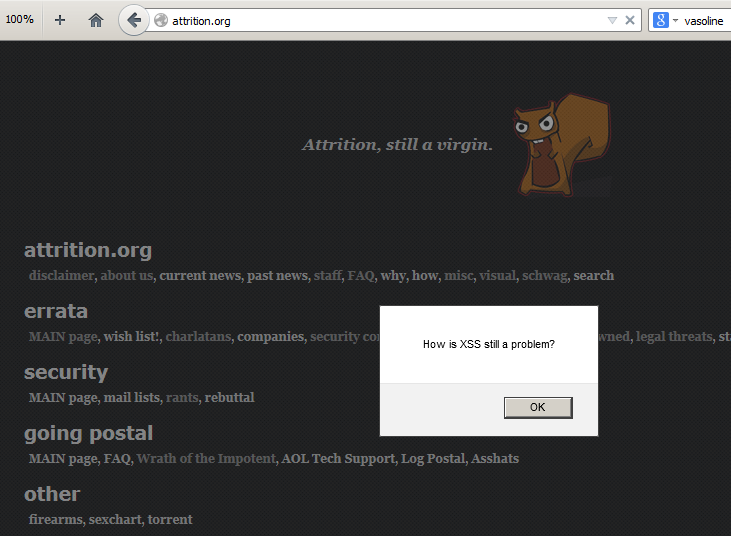 100%
attrition.org
8
vasoline
Attrition, still a virgin.
attrition.org
disclaimer, about us, current news, past news, staff, FAQ, why, how, misc, visual, schwag, search
errata
MAIN page, wish list!, charlatans, companies, security co
wned, legal threats, sta
How is XSS still a problem?
OK
security
MAIN page, mail lists, rants, rebuttal
going postal
MAIN page, FAQ, Wrath of the Impotent, AOL Tech Support, Log Postal, Asshats
other
firearms, sexchart, torrent